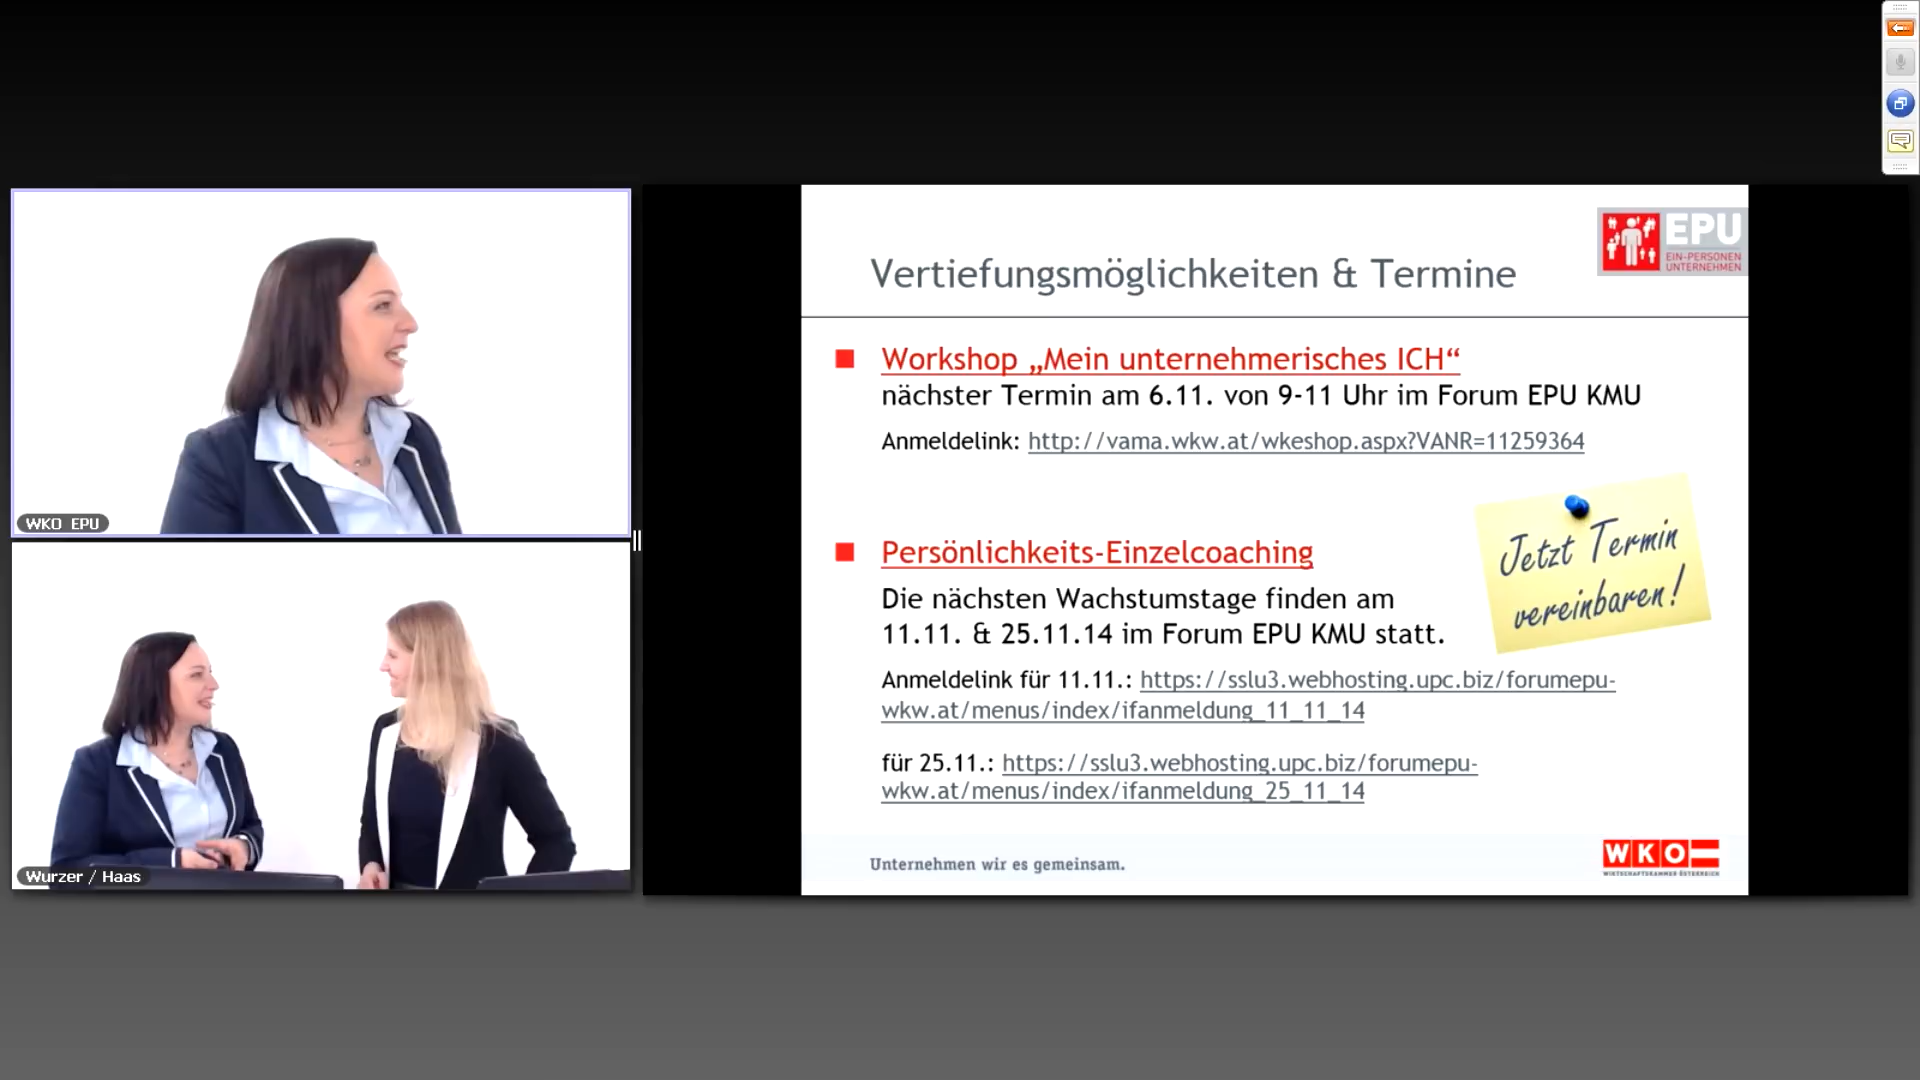 WKO EPU
Wurzer / Haas
EPU
EIN-PERSONEN
UNTERNEHMEN
Vertiefungsmöglichkeiten & Termine
Workshop „Mein unternehmerisches ICH“
nächster Termin am 6.11. von 9-11 Uhr im Forum EPU KMU
Anmeldelink: http://vama.wkw.at/wkeshop.aspx?VANR=11259364
Jetzt Termin
vereinbaren!
Persönlichkeits-Einzelcoaching
Die nächsten Wachstumstage finden am
11.11. & 25.11.14 im Forum EPU KMU statt.
Anmeldelink für 11.11.: https://sslu3.webhosting.upc.biz/forumepu-
wkw.at/menus/index/ifanmeldung_11_11_14
für 25.11.: https://sslu3.webhosting.upc.biz/forumepu-
wkw.at/menus/index/ifanmeldung_25_11_14
Unternehmen wir es gemeinsam.
WKO
WIRTSCHAFTSKAMMER ÖSTERREICH